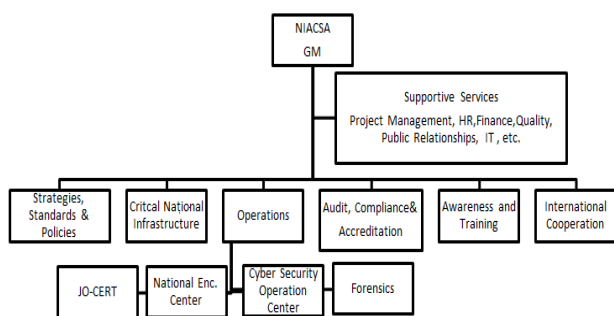 NIACSA
GM
Supportive Services
Project Management, HR,Finance,Quality,
Public Relationships, IT , etc.
Strategies,
Standards &
Policies
Critcal National
Infrastructure
Operations
Audit, Compliance&
Accreditation
Awareness and
Training
International
Cooperation
JO-CERT
National Enc.
Center
Cyber Security
Operation
Center
Forensics